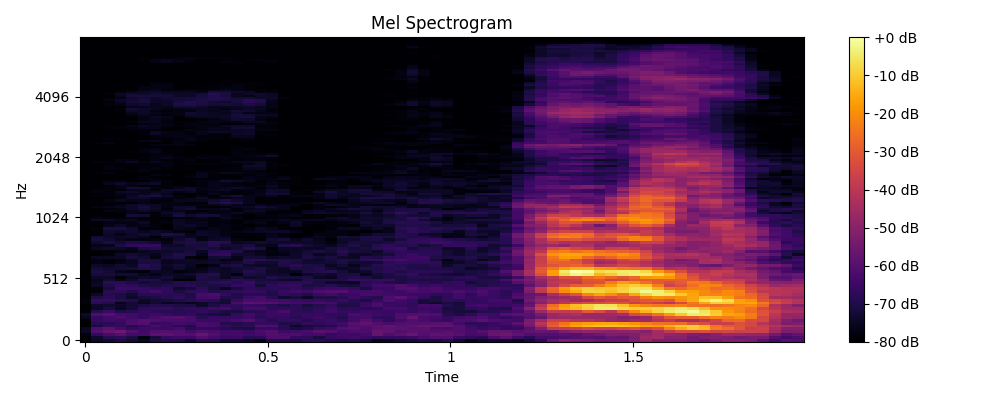 Mel Spectrogram
Hz
4096
2048
1024
512
0
0 0.5 1 1.5
Time
+0 dB
-10 dB
-20 dB
-30 dB
-40 dB
-50 dB
-60 dB
-70 dB
-80 dB